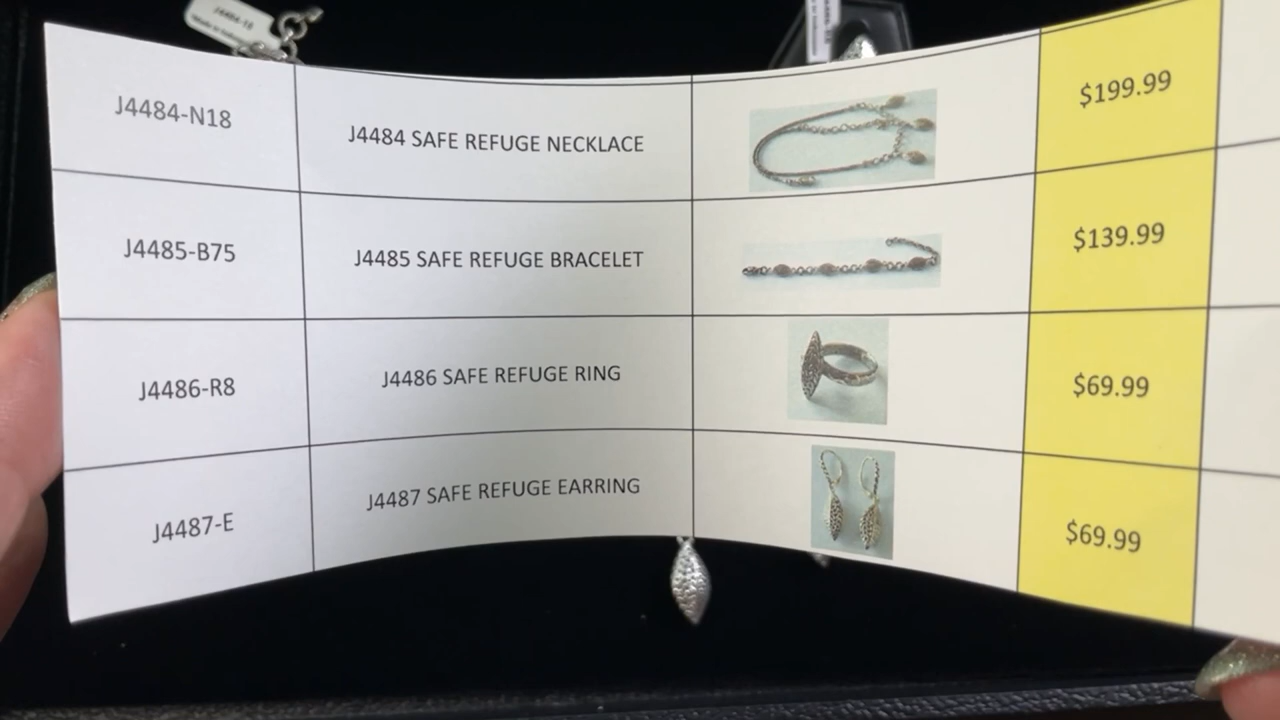 J4484-N18
J4484 SAFE REFUGE NECKLACE
$199.99
J4485-B75
J4485 SAFE REFUGE BRACELET
$139.99
J4486-R8
J4486 SAFE REFUGE RING
$69.99
J4487-E
J4487 SAFE REFUGE EARRING
$69.99